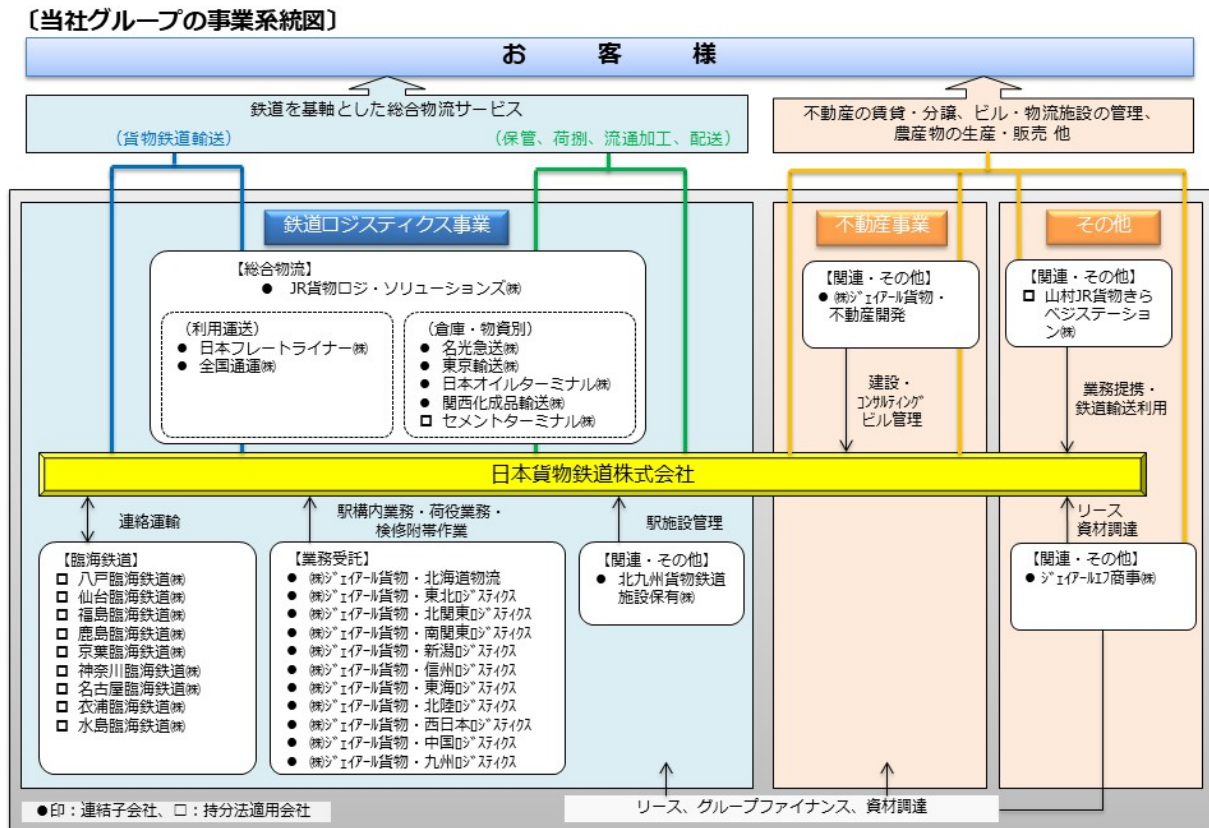 〔当社グループの事業系統図〕
お 客 様
鉄道を基軸とした総合物流サービス
（貨物鉄道輸送）
（保管、荷捌、流通加工、配送）
不動産の賃貸・分譲、ビル・物流施設の管理、
農産物の生産・販売 他
鉄道ロジスティクス事業
【総合物流】
● JR貨物ロジ・ソリューションズ㈱
（利用運送）
● 日本フレートライナー㈱
● 全国通運㈱
（倉庫・物資別）
● 名光急送㈱
● 東京輸送㈱
● 日本オイルターミナル㈱
● 関西化成品輸送㈱
□ セメントターミナル㈱
不動産事業
【関連・その他】
● ㈱ｼﾞｪｲｱｰﾙ貨物・
不動産開発
建設・
ｺﾝｻﾙﾃｨﾝｸﾞ
ビル管理
その他
【関連・その他】
□ 山村JR貨物きら
ベジステーショ
ン㈱
業務提携・
鉄道輸送利用
日本貨物鉄道株式会社
連絡運輸
【臨海鉄道】
□ 八戸臨海鉄道㈱
□ 仙台臨海鉄道㈱
□ 福島臨海鉄道㈱
□ 鹿島臨海鉄道㈱
□ 京葉臨海鉄道㈱
□ 神奈川臨海鉄道㈱
□ 名古屋臨海鉄道㈱
□ 衣浦臨海鉄道㈱
□ 水島臨海鉄道㈱
駅構内業務・荷役業務・
検修附帯作業
【業務受託】
● ㈱ｼﾞｪｲｱｰﾙ貨物・北海道物流
● ㈱ｼﾞｪｲｱｰﾙ貨物・東北ﾛｼﾞｽﾃｨｸｽ
● ㈱ｼﾞｪｲｱｰﾙ貨物・北関東ﾛｼﾞｽﾃｨｸｽ
● ㈱ｼﾞｪｲｱｰﾙ貨物・南関東ﾛｼﾞｽﾃｨｸｽ
● ㈱ｼﾞｪｲｱｰﾙ貨物・新潟ﾛｼﾞｽﾃｨｸｽ
● ㈱ｼﾞｪｲｱｰﾙ貨物・信州ﾛｼﾞｽﾃｨｸｽ
● ㈱ｼﾞｪｲｱｰﾙ貨物・東海ﾛｼﾞｽﾃｨｸｽ
● ㈱ｼﾞｪｲｱｰﾙ貨物・北陸ﾛｼﾞｽﾃｨｸｽ
● ㈱ｼﾞｪｲｱｰﾙ貨物・西日本ﾛｼﾞｽﾃｨｸｽ
● ㈱ｼﾞｪｲｱｰﾙ貨物・中国ﾛｼﾞｽﾃｨｸｽ
● ㈱ｼﾞｪｲｱｰﾙ貨物・九州ﾛｼﾞｽﾃｨｸｽ
駅施設管理
【関連・その他】
● 北九州貨物鉄道
施設保有㈱
リース
資材調達
【関連・その他】
● ｼﾞｪｲｱｰﾙｴﾌ商事㈱
リース、グループファイナンス、資材調達
●印：連結子会社、□：持分法適用会社